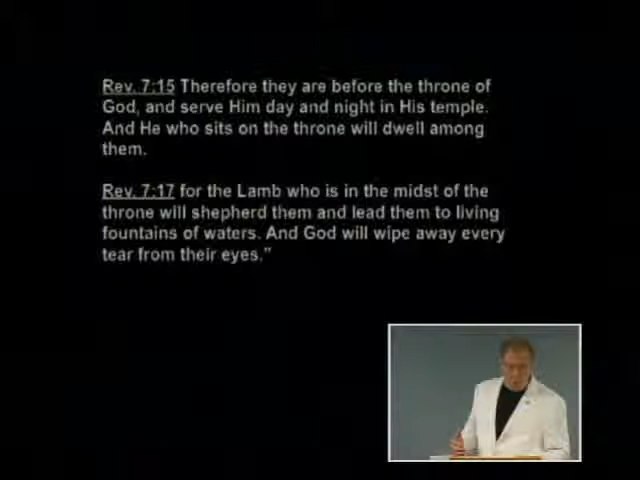 Rev. 7:15 Therefore they are before the throne of
God, and serve Him day and night in His temple.
And He who sits on the throne will dwell among
them.
Rev. 7:17 for the Lamb who is in the midst of the
throne will shepherd them and lead them to living
fountains of waters. And God will wipe away every
tear from their eyes.”